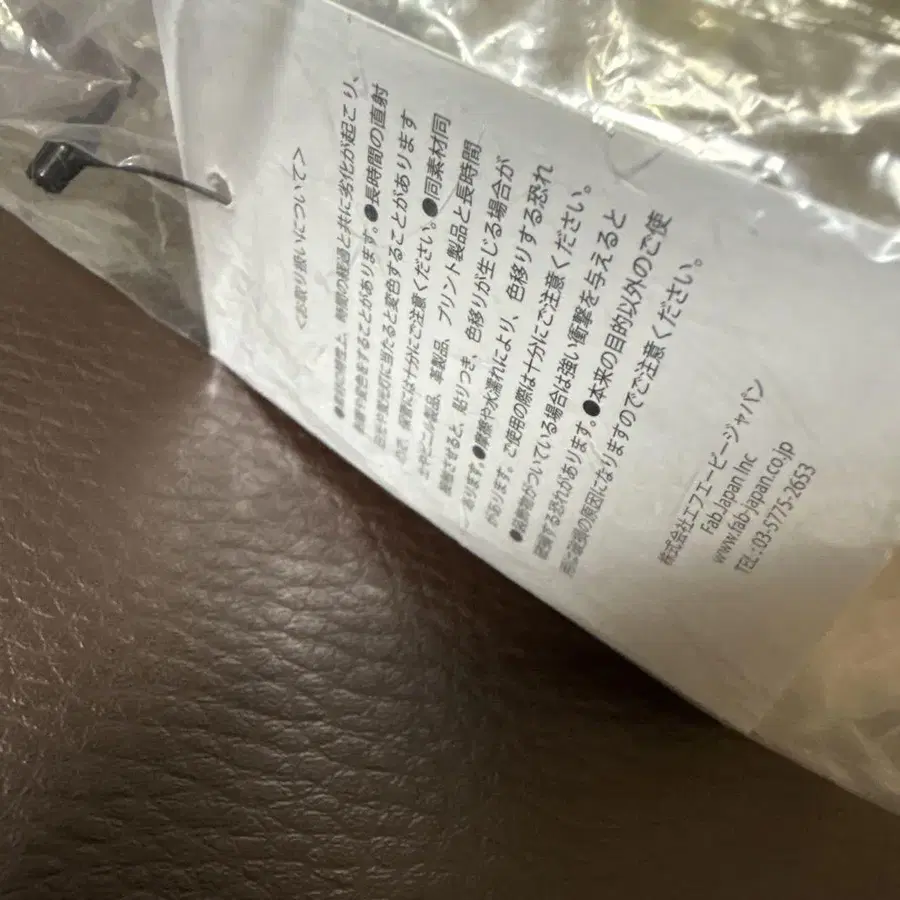 <お取り扱いについて>
●素材の特性上、時間の経過と共に劣化が起こり、
表面や変色をすることがあります。●長時間の直射
日光や蛍光灯に当たると変色することがあります
ので、保管には十分にご注意ください。●同素材同
士やビニール製品、革製品、プリント製品と長時間
接触させると、貼りつき、色移りが生じる場合が
あります。●摩擦や水濡れにより、色移りする恐れ
があります。ご使用の際は十分にご注意ください。
●装飾物がついている場合は強い衝撃を与えると
破損する恐れがあります。●本来の目的以外のご使
用は破損の原因になりますのでご注意ください。
株式会社エフエービージャパン
Fab Japan Inc
www.fab-japan.co.jp
TEL:03-5775-2653